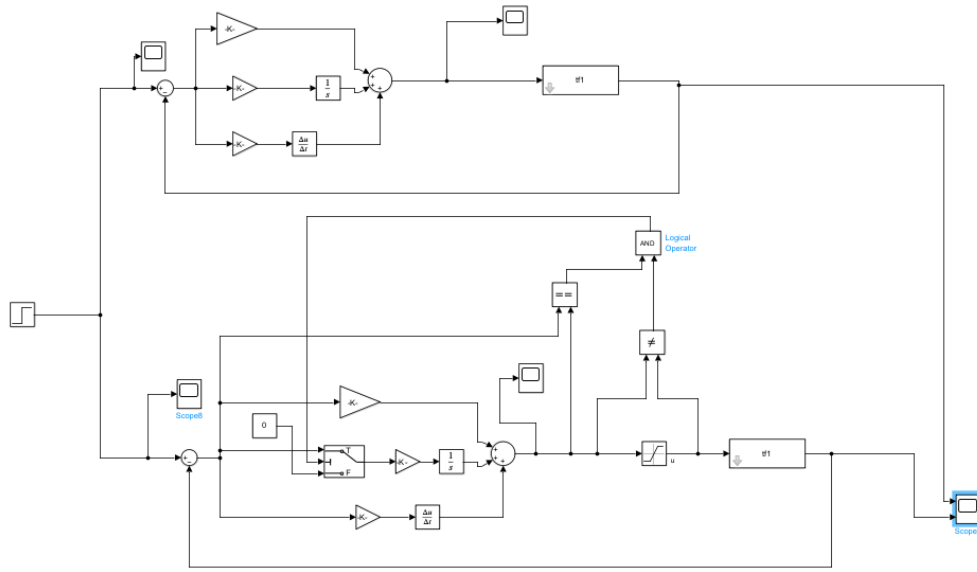 -K-
-K-
1
s
-K-
Δu
Δt
+
+
+
+
−
tf1
AND
Logical
Operator
==
≠
Scope8
0
-K-
T
F
-K-
1
s
-K-
Δu
Δt
+
+
+
+
−
u
tf1
Scope